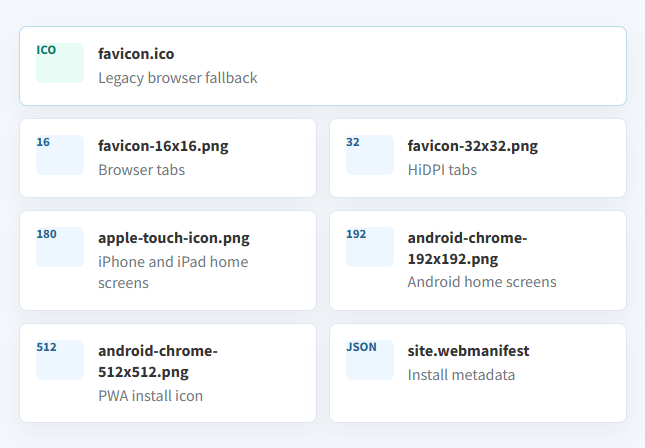 ICO
favicon.ico
Legacy browser fallback
16
favicon-16x16.png
Browser tabs
32
favicon-32x32.png
HiDPI tabs
180
apple-touch-icon.png
iPhone and iPad home
screens
192
android-chrome-
192x192.png
Android home screens
512
android-chrome-
512x512.png
PWA install icon
JSON
site.webmanifest
Install metadata